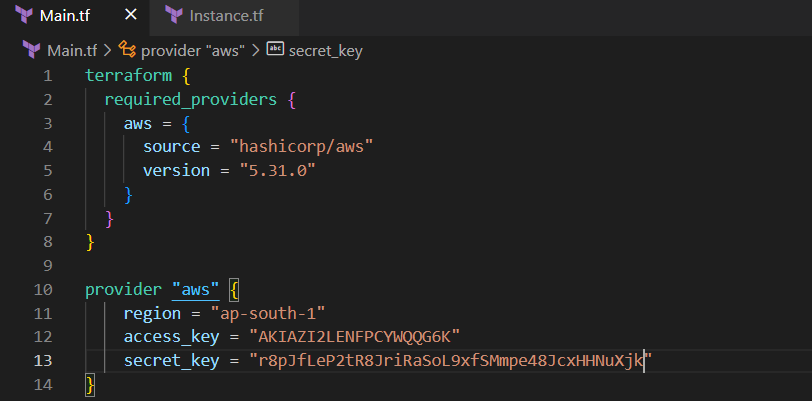 Main.tf × Instance.tf
Main.tf > provider "aws" > abc secret_key
1 terraform {
2 required_providers {
3 aws = {
4 source = "hashicorp/aws"
5 version = "5.31.0"
6 }
7 }
8 }
9
10 provider "aws" {
11 region = "ap-south-1"
12 access_key = "AKIAZI2LENFPCYWQQG6K"
13 secret_key = "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"
14 }